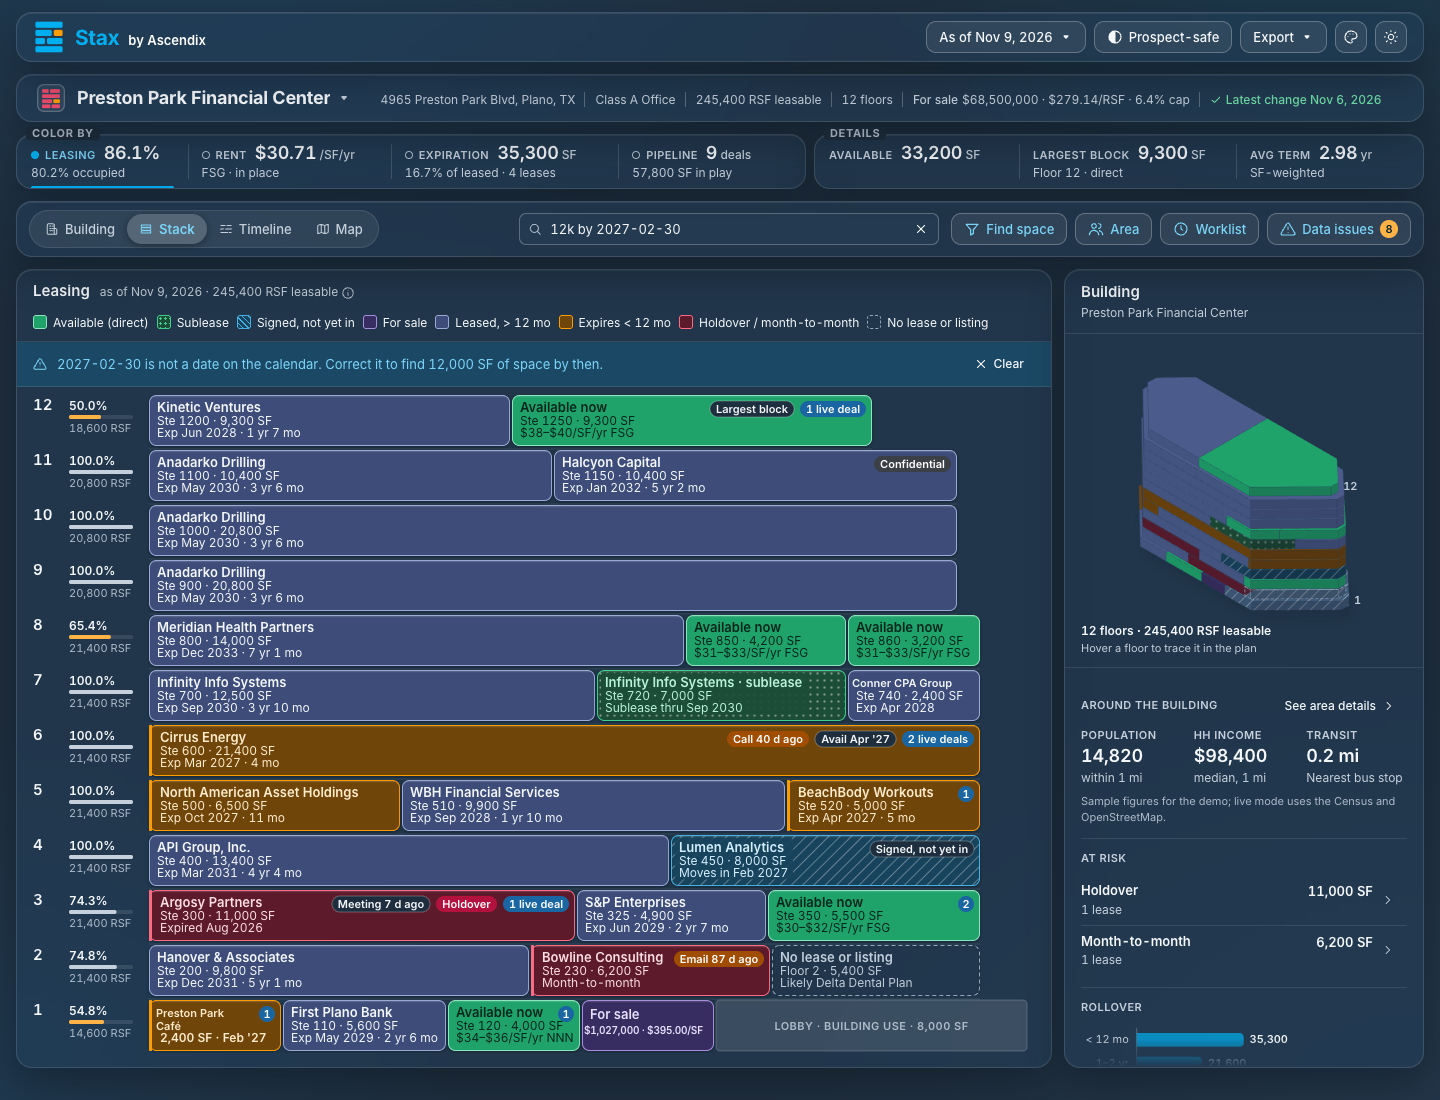 Stax by Ascendix
As of Nov 9, 2026
Prospect-safe
Export
Preston Park Financial Center
4965 Preston Park Blvd, Plano, TX
Class A Office
245,400 RSF leasable
12 floors
For sale $68,500,000 · $279.14/RSF · 6.4% cap
✓ Latest change Nov 6, 2026
COLOR BY
LEASING 86.1%
80.2% occupied
RENT $30.71 /SF/yr
FSG · in place
EXPIRATION 35,300 SF
16.7% of leased · 4 leases
PIPELINE 9 deals
57,800 SF in play
DETAILS
AVAILABLE 33,200 SF
LARGEST BLOCK 9,300 SF
Floor 12 · direct
AVG TERM 2.98 yr
SF-weighted
Building
Stack
Timeline
Map
12k by 2027-02-30
Find space
Area
Worklist
Data issues 8
Leasing as of Nov 9, 2026 · 245,400 RSF leasable
Available (direct)
Sublease
Signed, not yet in
For sale
Leased, > 12 mo
Expires < 12 mo
Holdover / month-to-month
No lease or listing
2027-02-30 is not a date on the calendar. Correct it to find 12,000 SF of space by then.
Clear
12
50.0%
18,600 RSF
Kinetic Ventures
Ste 1200 · 9,300 SF
Exp Jun 2028 · 1 yr 7 mo
Available now
Ste 1250 · 9,300 SF
$38–$40/SF/yr FSG
Largest block
1 live deal
11
100.0%
20,800 RSF
Anadarko Drilling
Ste 1100 · 10,400 SF
Exp May 2030 · 3 yr 6 mo
Halcyon Capital
Ste 1150 · 10,400 SF
Exp Jan 2032 · 5 yr 2 mo
Confidential
10
100.0%
20,800 RSF
Anadarko Drilling
Ste 1000 · 20,800 SF
Exp May 2030 · 3 yr 6 mo
9
100.0%
20,800 RSF
Anadarko Drilling
Ste 900 · 20,800 SF
Exp May 2030 · 3 yr 6 mo
8
65.4%
21,400 RSF
Meridian Health Partners
Ste 800 · 14,000 SF
Exp Dec 2033 · 7 yr 1 mo
Available now
Ste 850 · 4,200 SF
$31–$33/SF/yr FSG
Available now
Ste 860 · 3,200 SF
$31–$33/SF/yr FSG
7
100.0%
21,400 RSF
Infinity Info Systems
Ste 700 · 12,500 SF
Exp Sep 2030 · 3 yr 10 mo
Infinity Info Systems · sublease
Ste 720 · 7,000 SF
Sublease thru Sep 2030
Conner CPA Group
Ste 740 · 2,400 SF
Exp Apr 2028
6
100.0%
21,400 RSF
Cirrus Energy
Ste 600 · 21,400 SF
Exp Mar 2027 · 4 mo
Call 40 d ago
Avail Apr '27
2 live deals
5
100.0%
21,400 RSF
North American Asset Holdings
Ste 500 · 6,500 SF
Exp Oct 2027 · 11 mo
WBH Financial Services
Ste 510 · 9,900 SF
Exp Sep 2028 · 1 yr 10 mo
BeachBody Workouts
Ste 520 · 5,000 SF
Exp Apr 2027 · 5 mo
1
4
100.0%
21,400 RSF
API Group, Inc.
Ste 400 · 13,400 SF
Exp Mar 2031 · 4 yr 4 mo
Lumen Analytics
Ste 450 · 8,000 SF
Moves in Feb 2027
Signed, not yet in
3
74.3%
21,400 RSF
Argosy Partners
Ste 300 · 11,000 SF
Expired Aug 2026
Meeting 7 d ago
Holdover
1 live deal
S&P Enterprises
Ste 325 · 4,900 SF
Exp Jun 2029 · 2 yr 7 mo
Available now
Ste 350 · 5,500 SF
$30–$32/SF/yr FSG
2
2
74.8%
21,400 RSF
Hanover & Associates
Ste 200 · 9,800 SF
Exp Dec 2031 · 5 yr 1 mo
Bowline Consulting
Ste 230 · 6,200 SF
Month-to-month
Email 87 d ago
No lease or listing
Floor 2 · 5,400 SF
Likely Delta Dental Plan
1
54.8%
14,600 RSF
Preston Park
Café
2,400 SF · Feb '27
1
First Plano Bank
Ste 110 · 5,600 SF
Exp May 2029 · 2 yr 6 mo
Available now
Ste 120 · 4,000 SF
$34–$36/SF/yr NNN
1
For sale
$1,027,000 · $395.00/SF
LOBBY · BUILDING USE · 8,000 SF
Building
Preston Park Financial Center
12
1
12 floors · 245,400 RSF leasable
Hover a floor to trace it in the plan
AROUND THE BUILDING
See area details
POPULATION
14,820
within 1 mi
HH INCOME
$98,400
median, 1 mi
TRANSIT
0.2 mi
Nearest bus stop
Sample figures for the demo; live mode uses the Census and
OpenStreetMap.
AT RISK
Holdover
1 lease
11,000 SF
Month-to-month
1 lease
6,200 SF
ROLLOVER
< 12 mo
35,300
1–2 yr
21,600